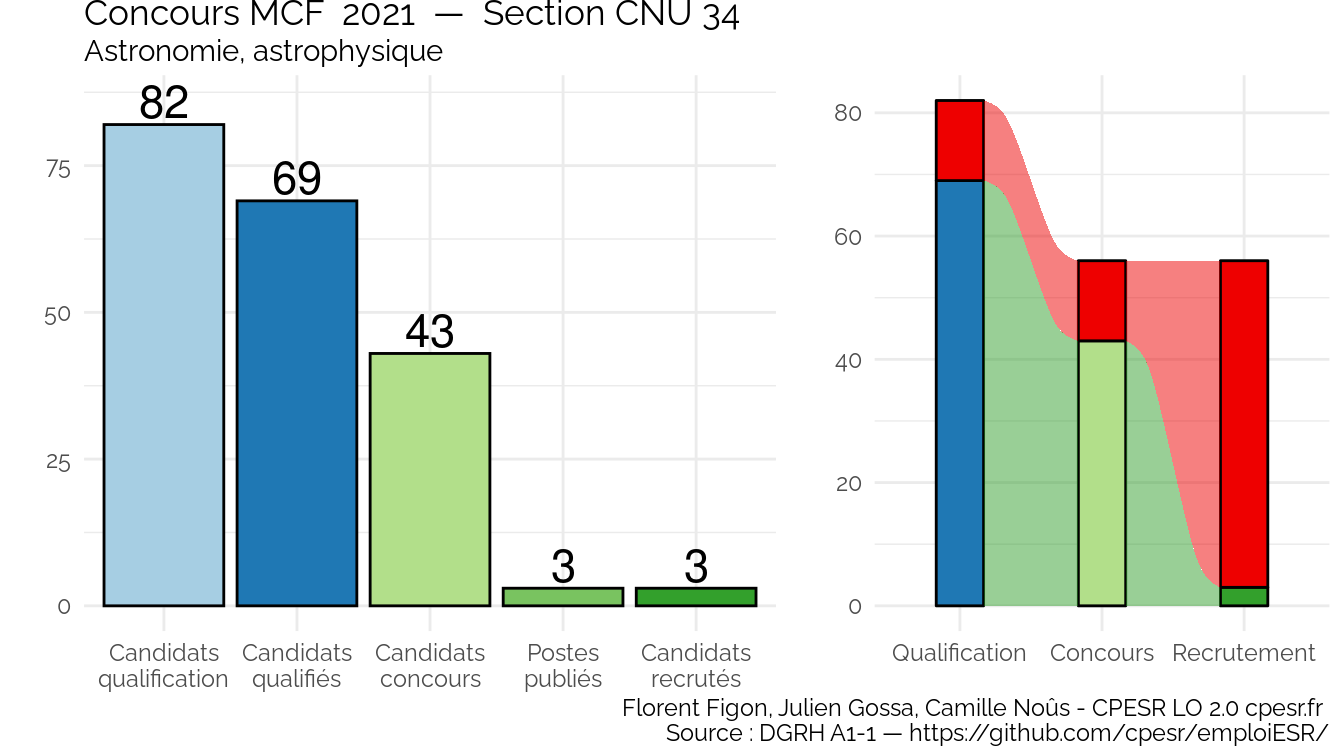 Concours MCF 2021 — Section CNU 34
Astronomie, astrophysique
82
69
43
3
3
75
50
25
0
Candidats qualification
Candidats qualifiés
Candidats concours
Postes publiés
Candidats recrutés
80
60
40
20
0
Qualification
Concours
Recrutement
Florent Figon, Julien Gossa, Camille Noûs - CPESR LO 2.0 cpesr.fr
Source : DGRH A1-1 — https://github.com/cpesr/emploiESR/